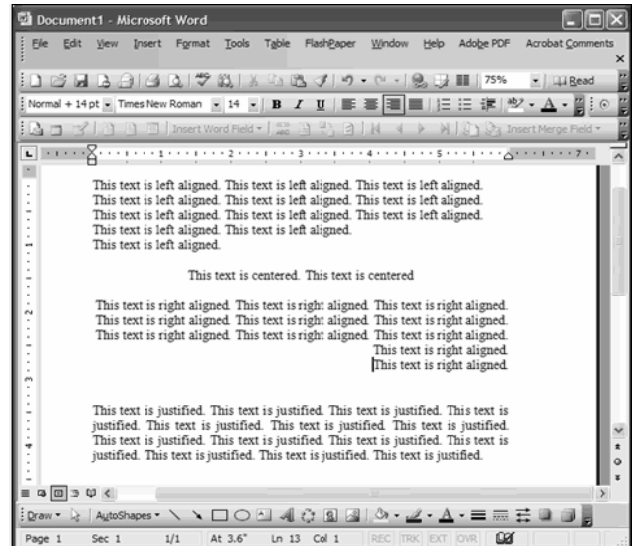 Document1 - Microsoft Word
File Edit View Insert Format Tools Table FlashPaper Window Help Adobe PDF Acrobat Comments
75% Read
Normal + 14 pt Times New Roman 14 B I U A
Insert Word Field Insert Merge Field
L 1 2 3 4 5 7
This text is left aligned. This text is left aligned. This text is left aligned.
This text is left aligned. This text is left aligned. This text is left aligned.
This text is left aligned. This text is left aligned. This text is left aligned.
This text is left aligned. This text is left aligned.
This text is left aligned.
This text is centered. This text is centered
This text is right aligned. This text is right aligned. This text is right aligned.
This text is right aligned. This text is right aligned. This text is right aligned.
This text is right aligned. This text is right aligned. This text is right aligned.
This text is right aligned.
This text is right aligned.
This text is justified. This text is justified. This text is justified. This text is
justified. This text is justified. This text is justified. This text is justified.
This text is justified. This text is justified. This text is justified. This text is
justified. This text is justified. This text is justified. This text is justified.
Draw AutoShapes A
Page 1 Sec 1 1/1 At 3.6" Ln 13 Col 1 REC TRK EXT OVR